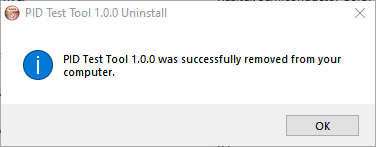 PID Test Tool 1.0.0 Uninstall
PID Test Tool 1.0.0 was successfully removed from your
computer.
OK